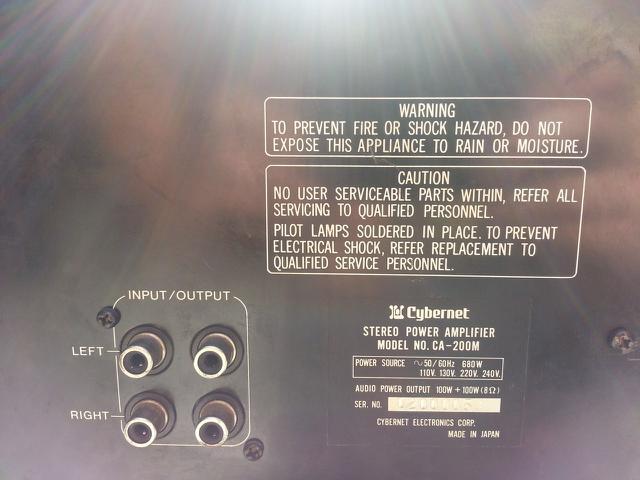 WARNING
TO PREVENT FIRE OR SHOCK HAZARD, DO NOT
EXPOSE THIS APPLIANCE TO RAIN OR MOISTURE.
CAUTION
NO USER SERVICEABLE PARTS WITHIN, REFER ALL
SERVICING TO QUALIFIED PERSONNEL.
PILOT LAMPS SOLDERED IN PLACE. TO PREVENT
ELECTRICAL SHOCK, REFER REPLACEMENT TO
QUALIFIED SERVICE PERSONNEL.
INPUT/OUTPUT
LEFT
RIGHT
Cybernet
STEREO POWER AMPLIFIER
MODEL NO. CA-200M
POWER SOURCE ~50/60Hz 680W
110V. 130V. 220V. 240V.
AUDIO POWER OUTPUT 100W+100W(8Ω)
SER. NO.
CYBERNET ELECTRONICS CORP.
MADE IN JAPAN